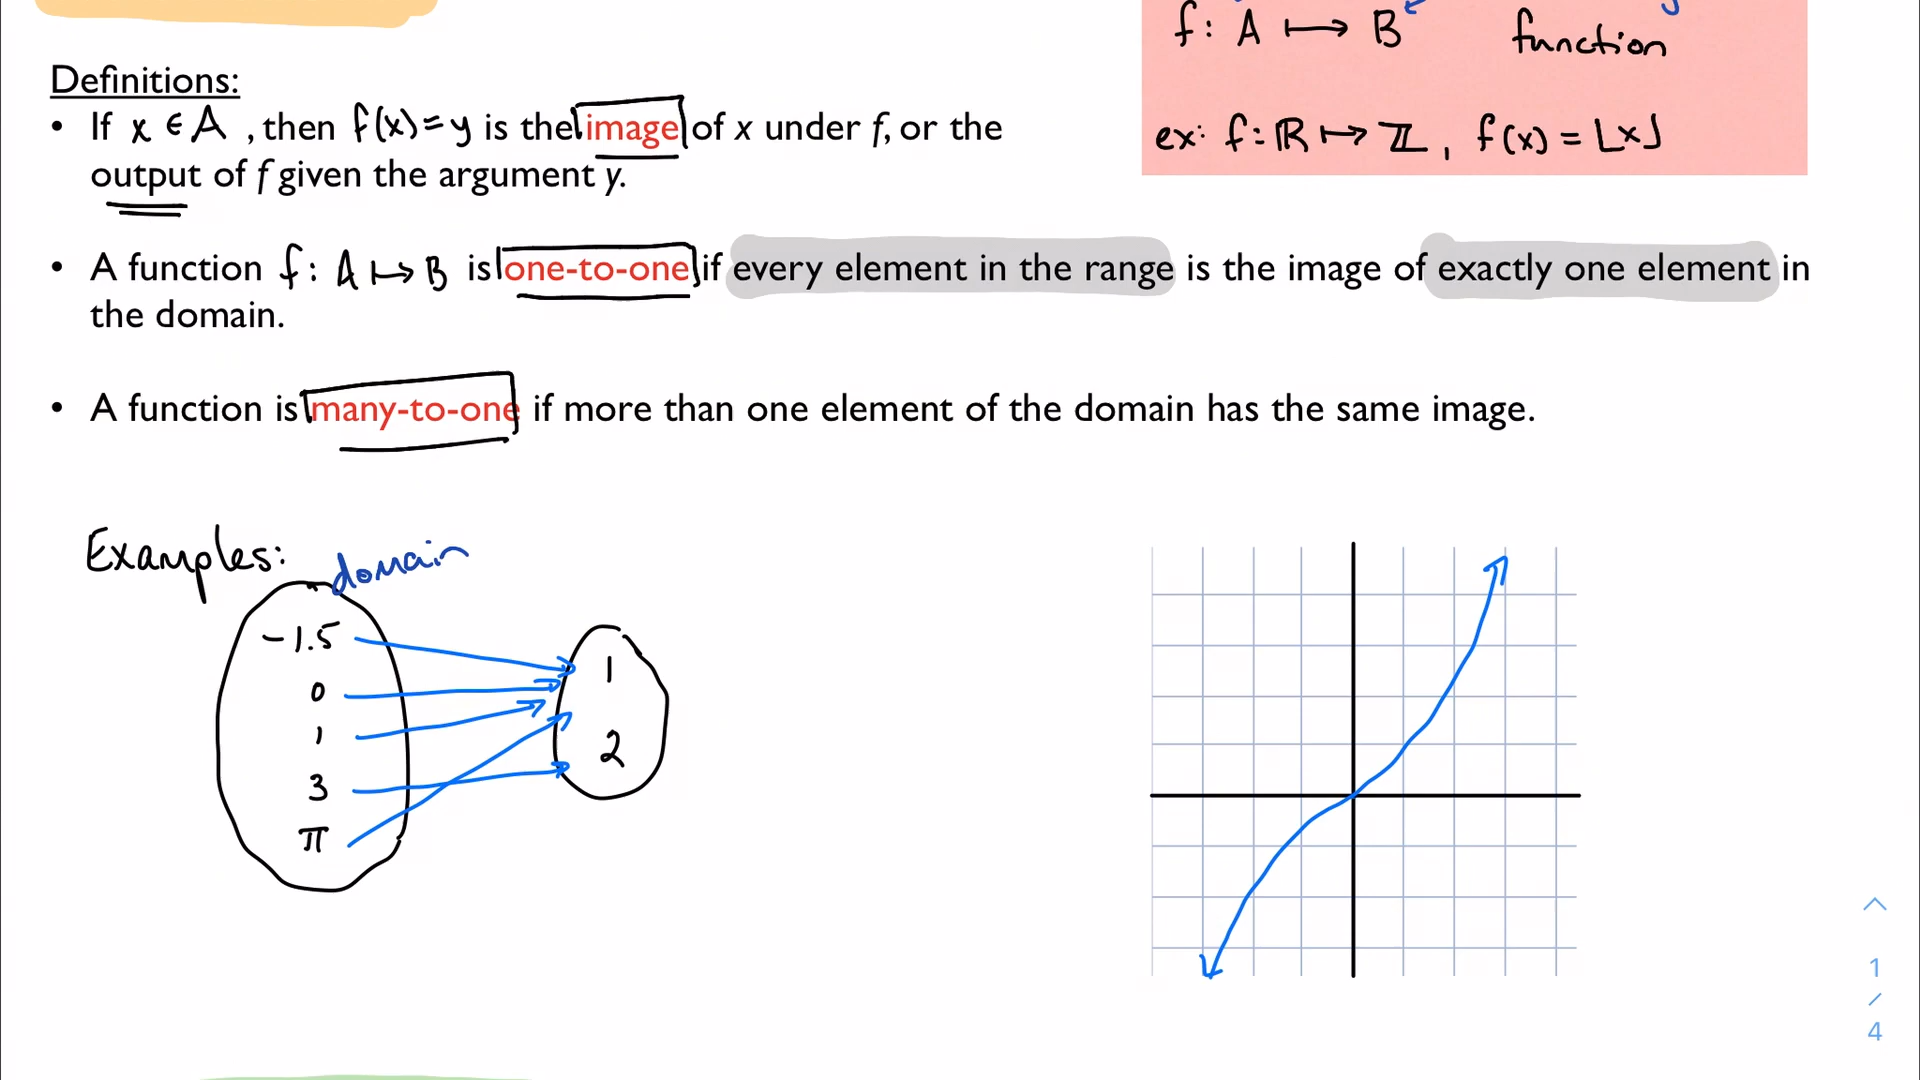 f: A ↦ B function
Definitions:
• If x ∈ A , then f(x)=y is the image of x under f, or the
output of f given the argument y.
ex: f: ℝ ↦ ℤ , f(x) = ⌊x⌋
• A function f: A ↦ B is one-to-one if every element in the range is the image of exactly one element in
the domain.
• A function is many-to-one if more than one element of the domain has the same image.
Examples:
domain
-1.5
0
1
3
π
1
2
1
/
4